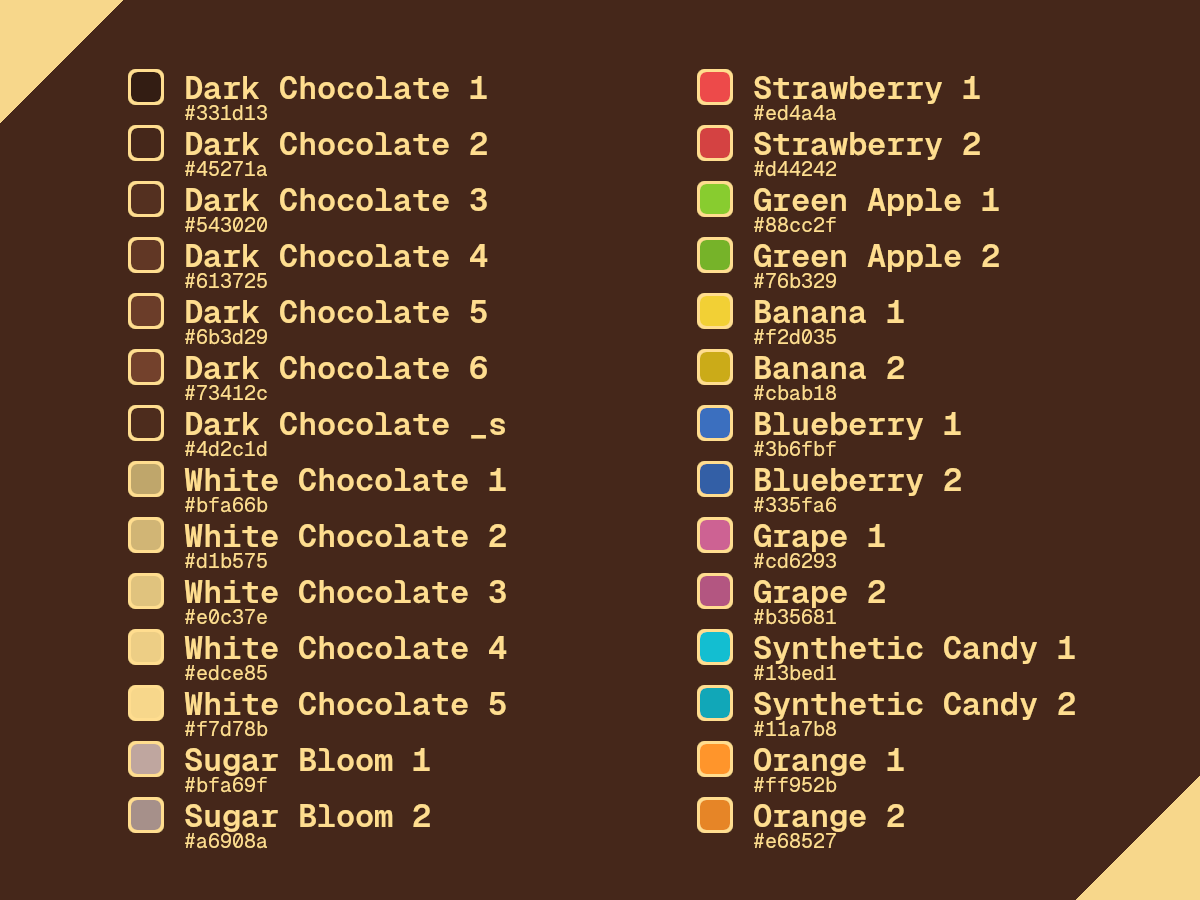 Dark Chocolate 1
#331d13
Dark Chocolate 2
#45271a
Dark Chocolate 3
#543020
Dark Chocolate 4
#613725
Dark Chocolate 5
#6b3d29
Dark Chocolate 6
#73412c
Dark Chocolate _s
#4d2c1d
White Chocolate 1
#bfa66b
White Chocolate 2
#d1b575
White Chocolate 3
#e0c37e
White Chocolate 4
#edce85
White Chocolate 5
#f7d78b
Sugar Bloom 1
#bfa69f
Sugar Bloom 2
#a6908a
Strawberry 1
#ed4a4a
Strawberry 2
#d44242
Green Apple 1
#88cc2f
Green Apple 2
#76b329
Banana 1
#f2d035
Banana 2
#cbab18
Blueberry 1
#3b6fbf
Blueberry 2
#335fa6
Grape 1
#cd6293
Grape 2
#b35681
Synthetic Candy 1
#13bed1
Synthetic Candy 2
#11a7b8
Orange 1
#ff952b
Orange 2
#e68527